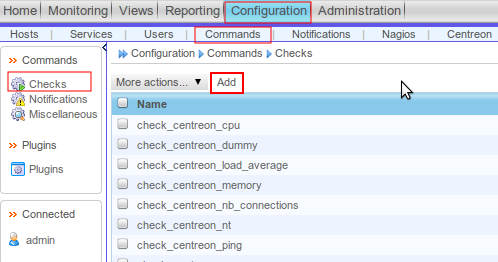 Home Monitoring Views Reporting Configuration Administration
Hosts Services Users Commands Notifications Nagios Centreon
Commands
Checks
Notifications
Miscellaneous
Plugins
Plugins
Connected
admin
Configuration Commands Checks
More actions... Add
Name
check_centreon_cpu
check_centreon_dummy
check_centreon_load_average
check_centreon_memory
check_centreon_nb_connections
check_centreon_nt
check_centreon_ping